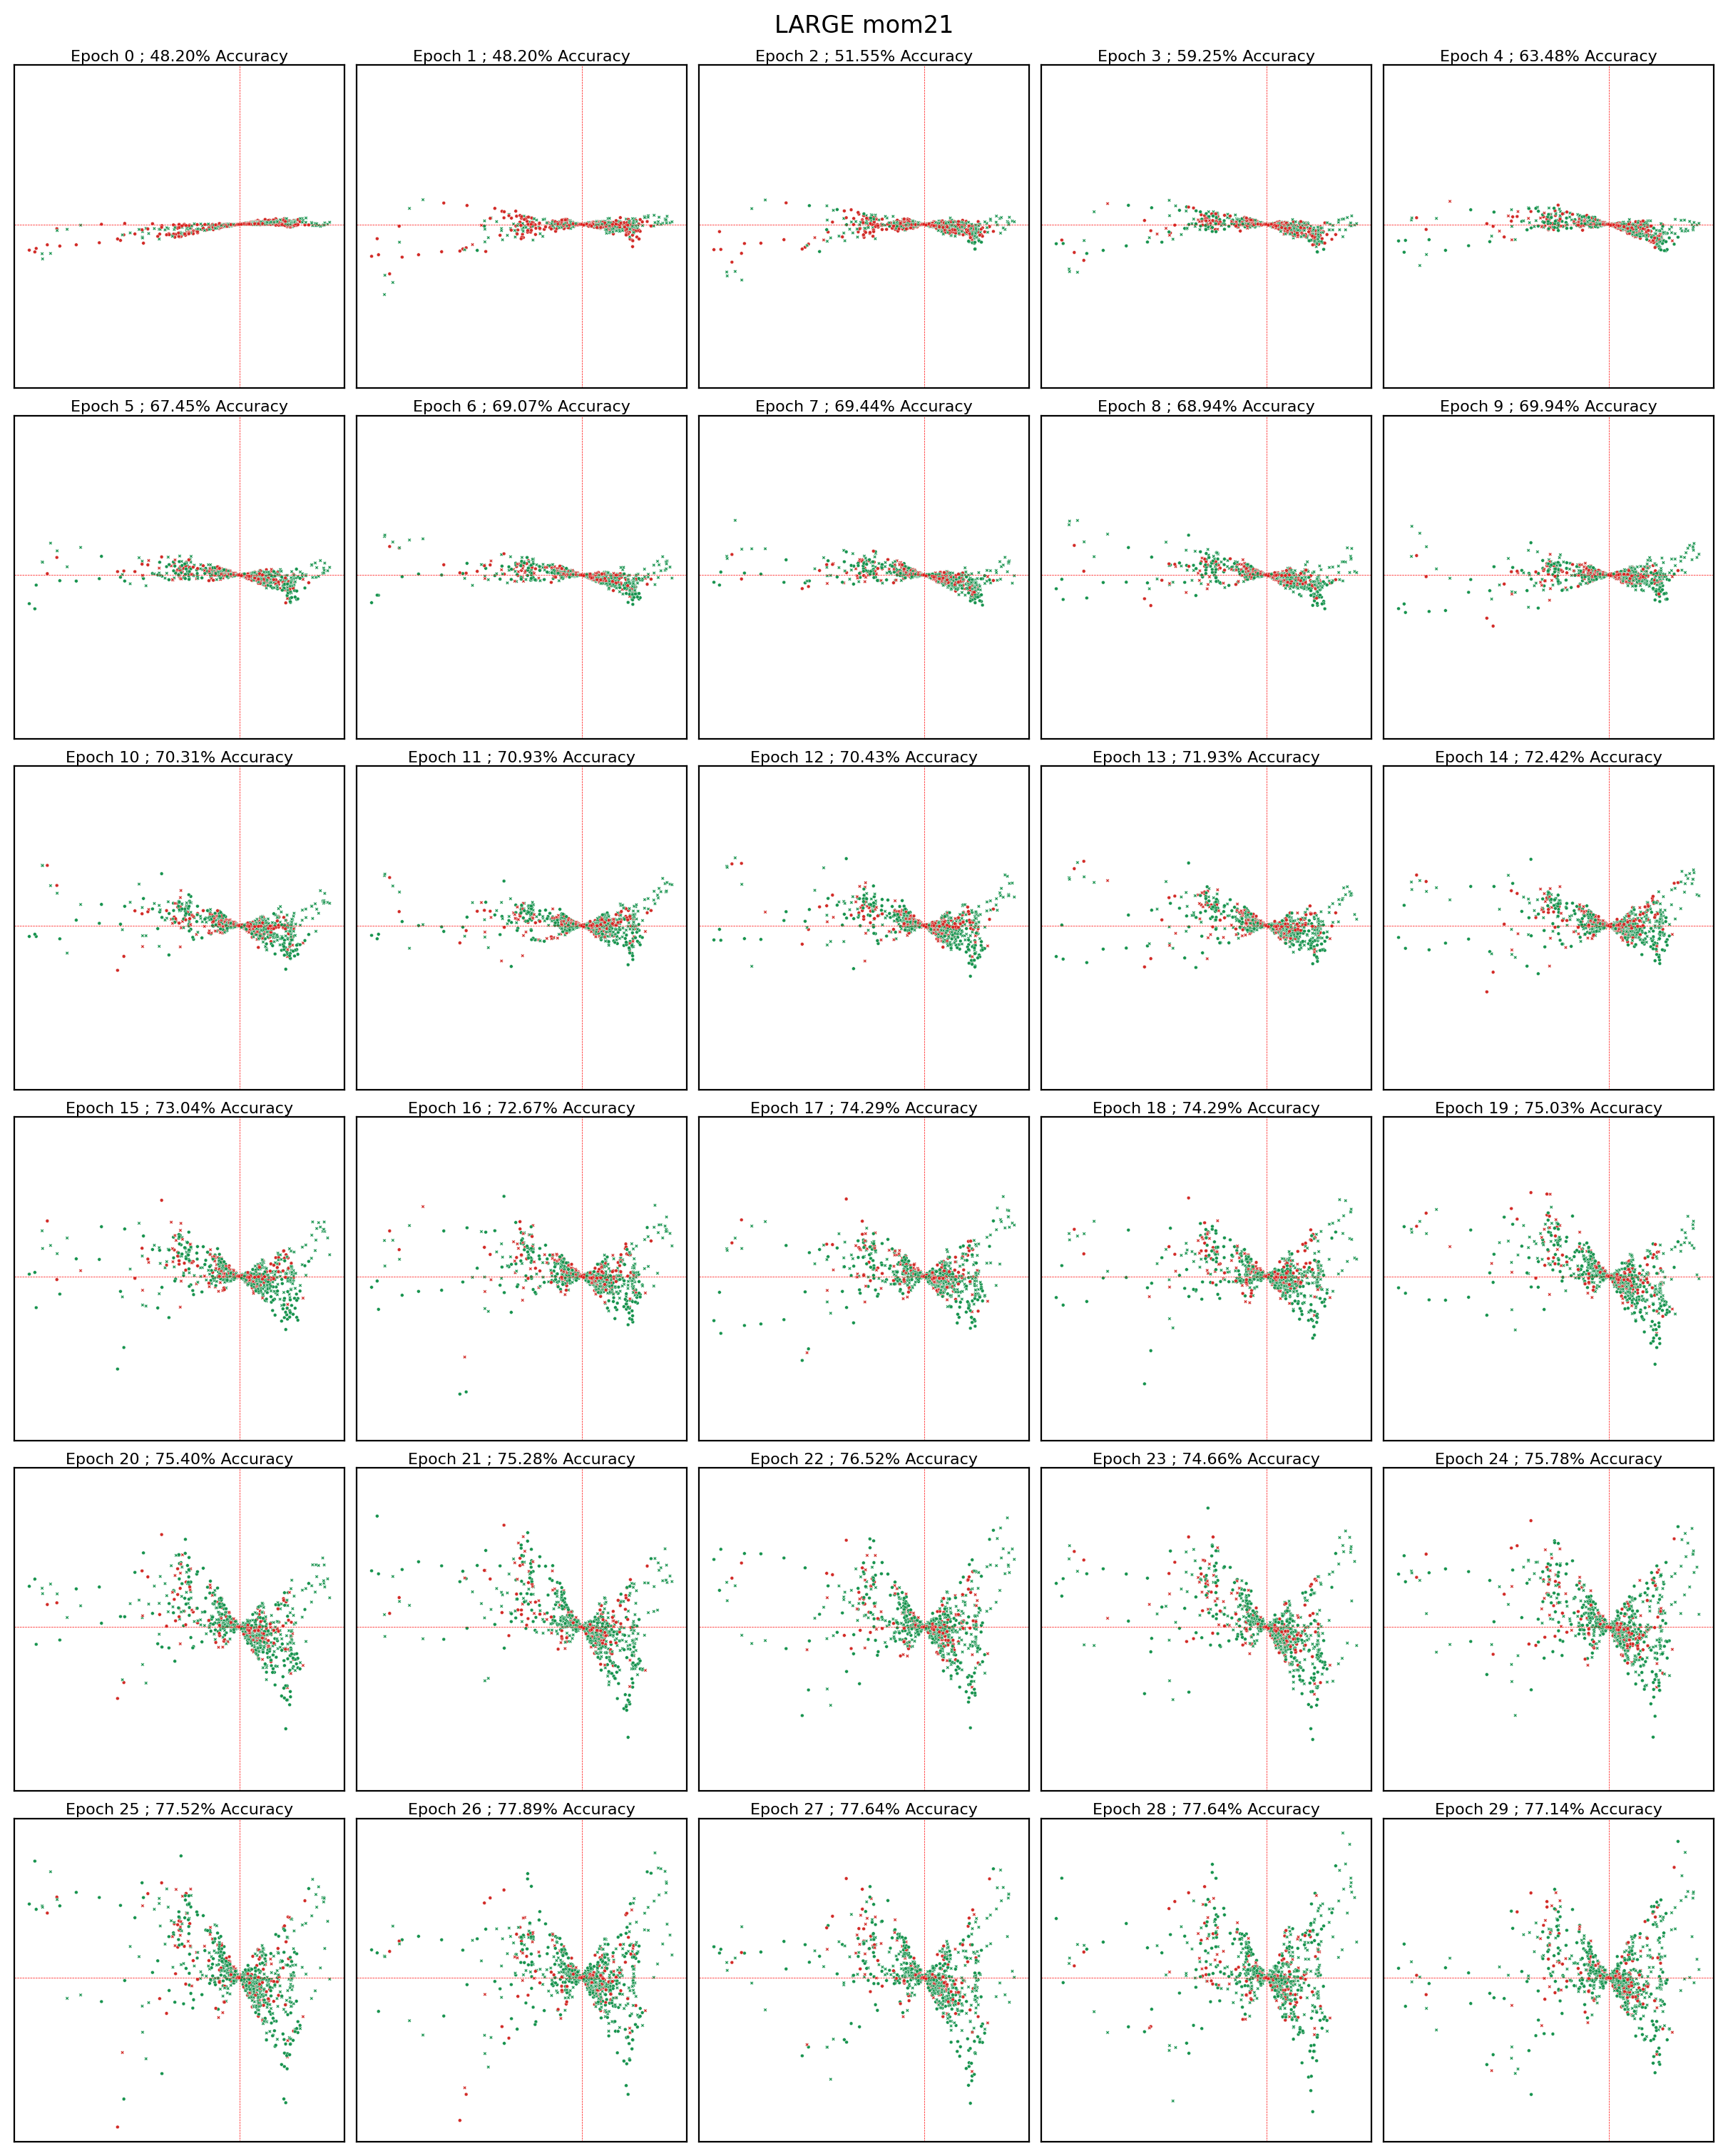 LARGE mom21
Epoch 0 ; 48.20% Accuracy
Epoch 1 ; 48.20% Accuracy
Epoch 2 ; 51.55% Accuracy
Epoch 3 ; 59.25% Accuracy
Epoch 4 ; 63.48% Accuracy
Epoch 5 ; 67.45% Accuracy
Epoch 6 ; 69.07% Accuracy
Epoch 7 ; 69.44% Accuracy
Epoch 8 ; 68.94% Accuracy
Epoch 9 ; 69.94% Accuracy
Epoch 10 ; 70.31% Accuracy
Epoch 11 ; 70.93% Accuracy
Epoch 12 ; 70.43% Accuracy
Epoch 13 ; 71.93% Accuracy
Epoch 14 ; 72.42% Accuracy
Epoch 15 ; 73.04% Accuracy
Epoch 16 ; 72.67% Accuracy
Epoch 17 ; 74.29% Accuracy
Epoch 18 ; 74.29% Accuracy
Epoch 19 ; 75.03% Accuracy
Epoch 20 ; 75.40% Accuracy
Epoch 21 ; 75.28% Accuracy
Epoch 22 ; 76.52% Accuracy
Epoch 23 ; 74.66% Accuracy
Epoch 24 ; 75.78% Accuracy
Epoch 25 ; 77.52% Accuracy
Epoch 26 ; 77.89% Accuracy
Epoch 27 ; 77.64% Accuracy
Epoch 28 ; 77.64% Accuracy
Epoch 29 ; 77.14% Accuracy